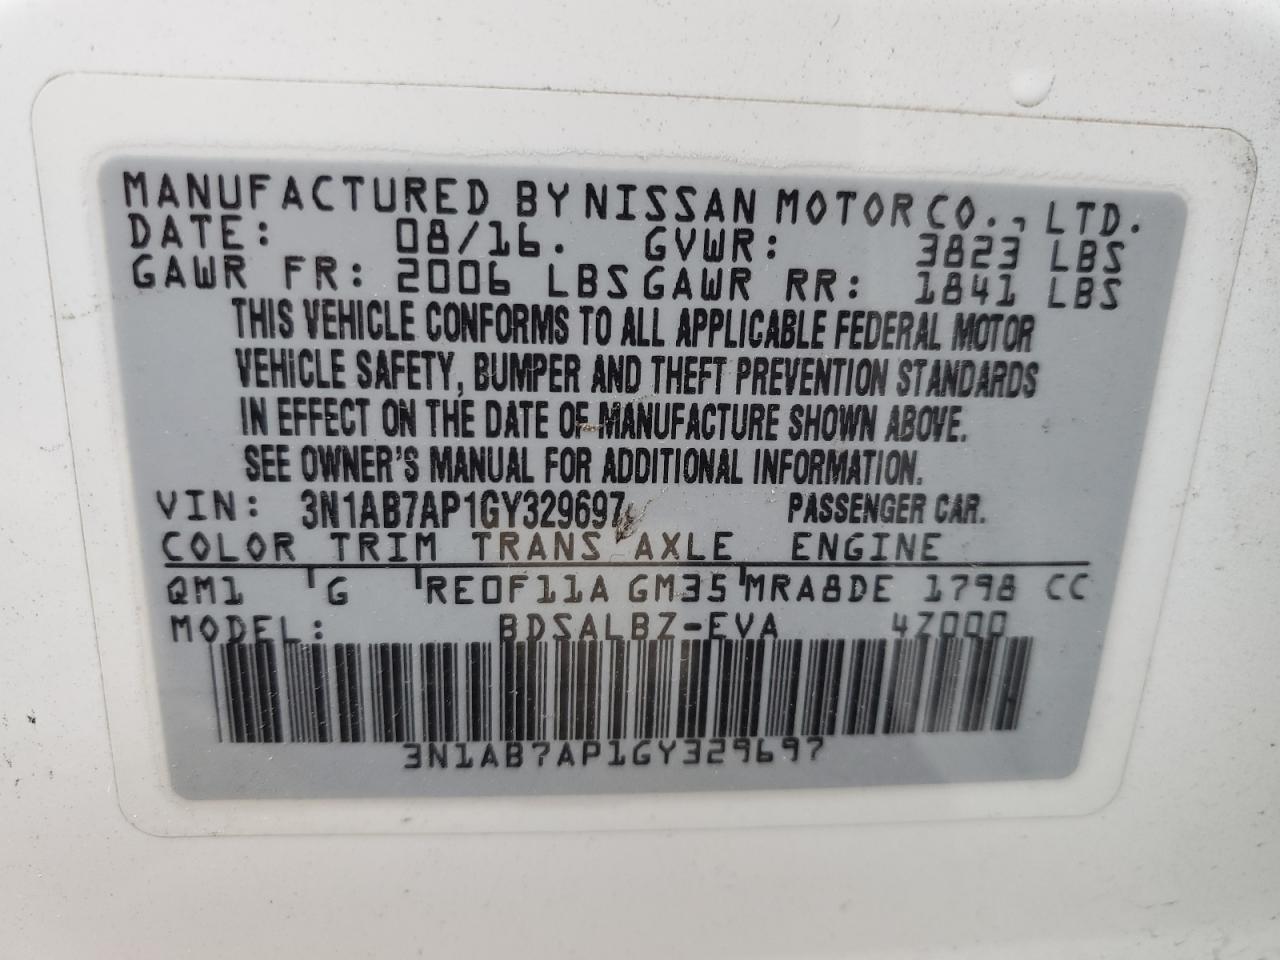 MANUFACTURED BY NISSAN MOTOR CO., LTD.
DATE: 08/16. GVWR: 3823 LBS
GAWR FR: 2006 LBS GAWR RR: 1841 LBS
THIS VEHICLE CONFORMS TO ALL APPLICABLE FEDERAL MOTOR
VEHICLE SAFETY, BUMPER AND THEFT PREVENTION STANDARDS
IN EFFECT ON THE DATE OF MANUFACTURE SHOWN ABOVE.
SEE OWNER'S MANUAL FOR ADDITIONAL INFORMATION.
VIN: 3N1AB7AP1GY329697 PASSENGER CAR.
COLOR TRIM TRANS AXLE ENGINE
QM1 G RE0F11A GM35 MRA8DE 1798 CC
MODEL: BDSALBZ-EVA 4Z000
3N1AB7AP1GY329697